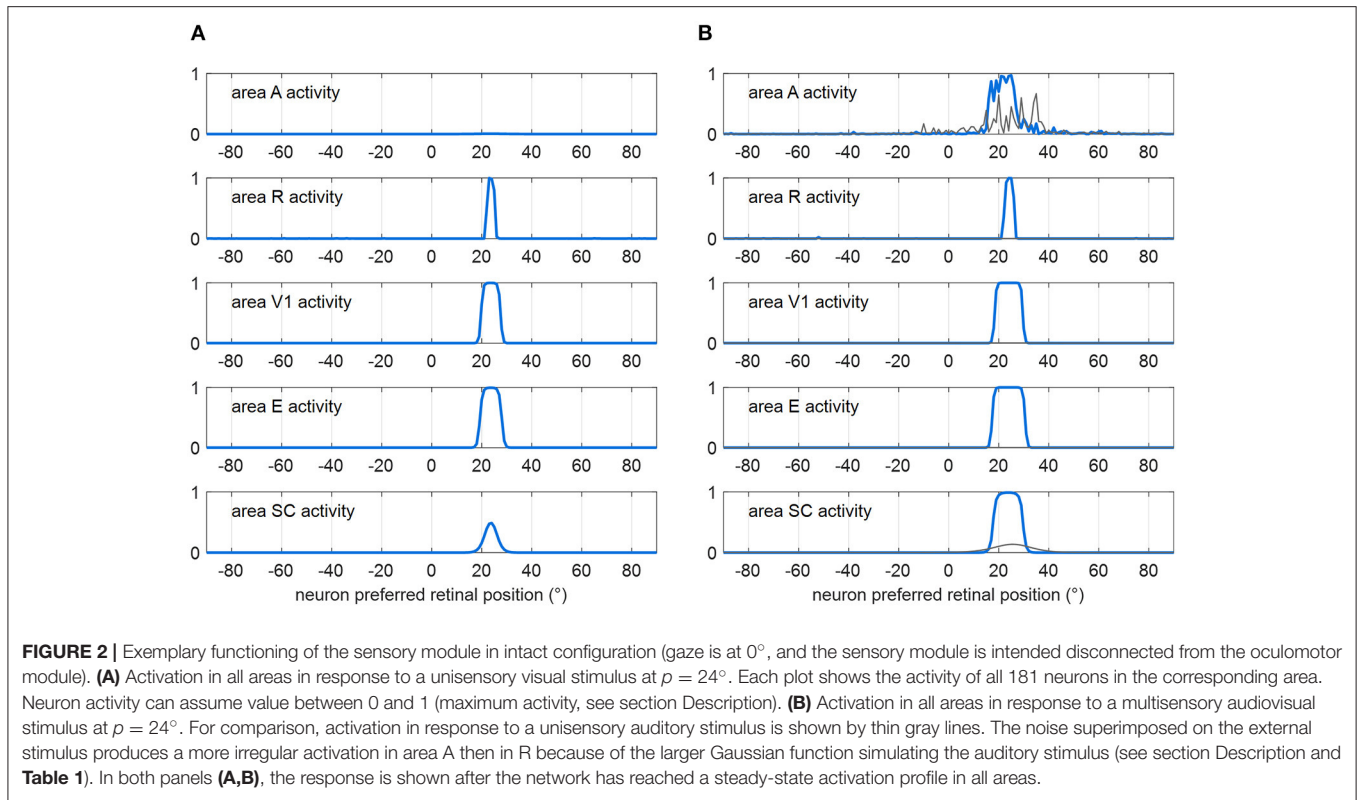 A
1
area A activity
0
-80 -60 -40 -20 0 20 40 60 80
1
area R activity
0
-80 -60 -40 -20 0 20 40 60 80
1
area V1 activity
0
-80 -60 -40 -20 0 20 40 60 80
1
area E activity
0
-80 -60 -40 -20 0 20 40 60 80
1
area SC activity
0
-80 -60 -40 -20 0 20 40 60 80
neuron preferred retinal position (°)
B
1
area A activity
0
-80 -60 -40 -20 0 20 40 60 80
1
area R activity
0
-80 -60 -40 -20 0 20 40 60 80
1
area V1 activity
0
-80 -60 -40 -20 0 20 40 60 80
1
area E activity
0
-80 -60 -40 -20 0 20 40 60 80
1
area SC activity
0
-80 -60 -40 -20 0 20 40 60 80
neuron preferred retinal position (°)
FIGURE 2 | Exemplary functioning of the sensory module in intact configuration (gaze is at 0°, and the sensory module is intended disconnected from the oculomotor
module). (A) Activation in all areas in response to a unisensory visual stimulus at p = 24°. Each plot shows the activity of all 181 neurons in the corresponding area.
Neuron activity can assume value between 0 and 1 (maximum activity, see section Description). (B) Activation in all areas in response to a multisensory audiovisual
stimulus at p = 24°. For comparison, activation in response to a unisensory auditory stimulus is shown by thin gray lines. The noise superimposed on the external
stimulus produces a more irregular activation in area A then in R because of the larger Gaussian function simulating the auditory stimulus (see section Description and
Table 1). In both panels (A,B), the response is shown after the network has reached a steady-state activation profile in all areas.